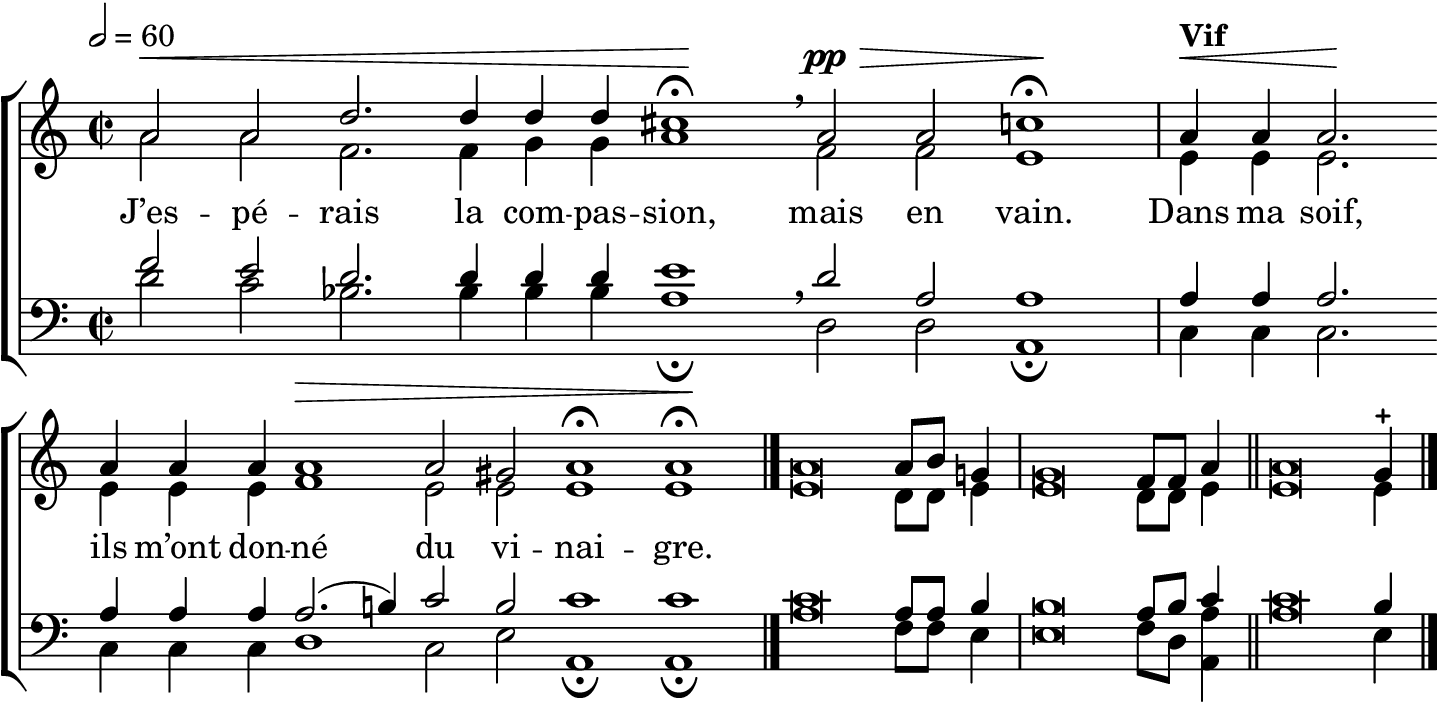 = 60
pp
Vif
J’es - pé - rais la com - pas - sion, mais en vain. Dans ma soif,
ils m’ont don - né du vi - nai - gre.